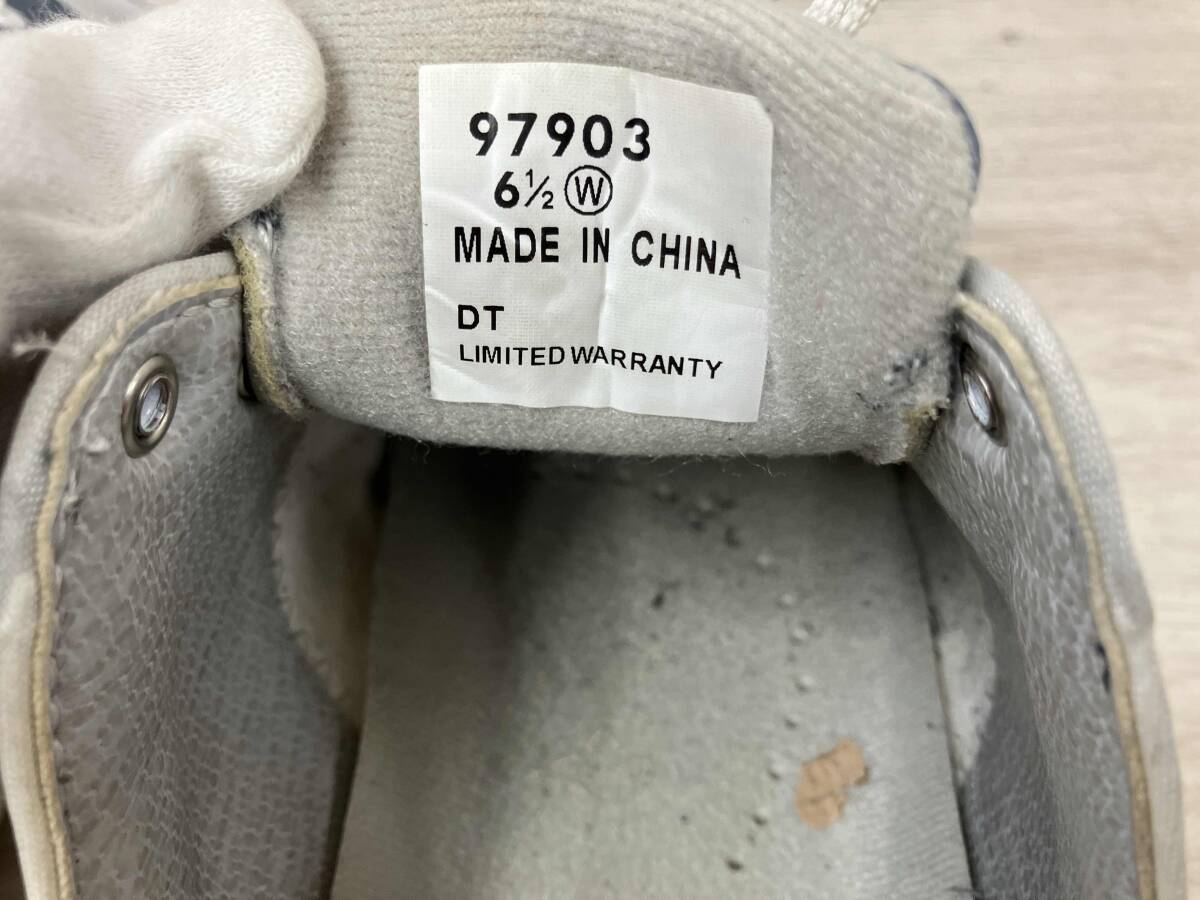 97903
6½ Ⓦ
MADE IN CHINA
DT
LIMITED WARRANTY